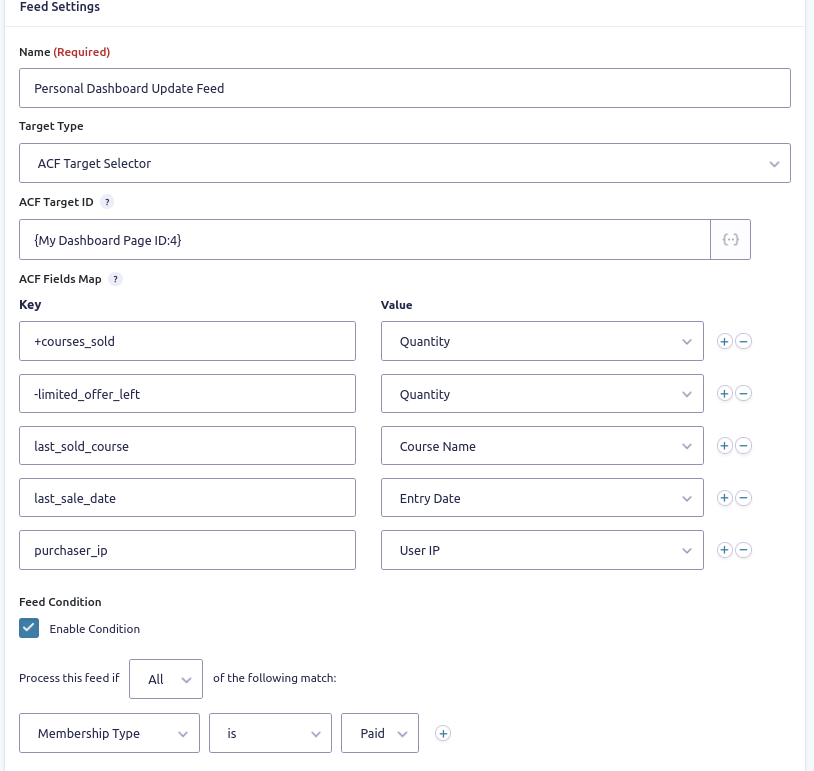 Feed Settings
Name (Required)
Personal Dashboard Update Feed
Target Type
ACF Target Selector
ACF Target ID ?
{My Dashboard Page ID:4} {··}
ACF Fields Map ?
Key Value
+courses_sold Quantity
-limited_offer_left Quantity
last_sold_course Course Name
last_sale_date Entry Date
purchaser_ip User IP
Feed Condition
Enable Condition
Process this feed if All of the following match:
Membership Type is Paid